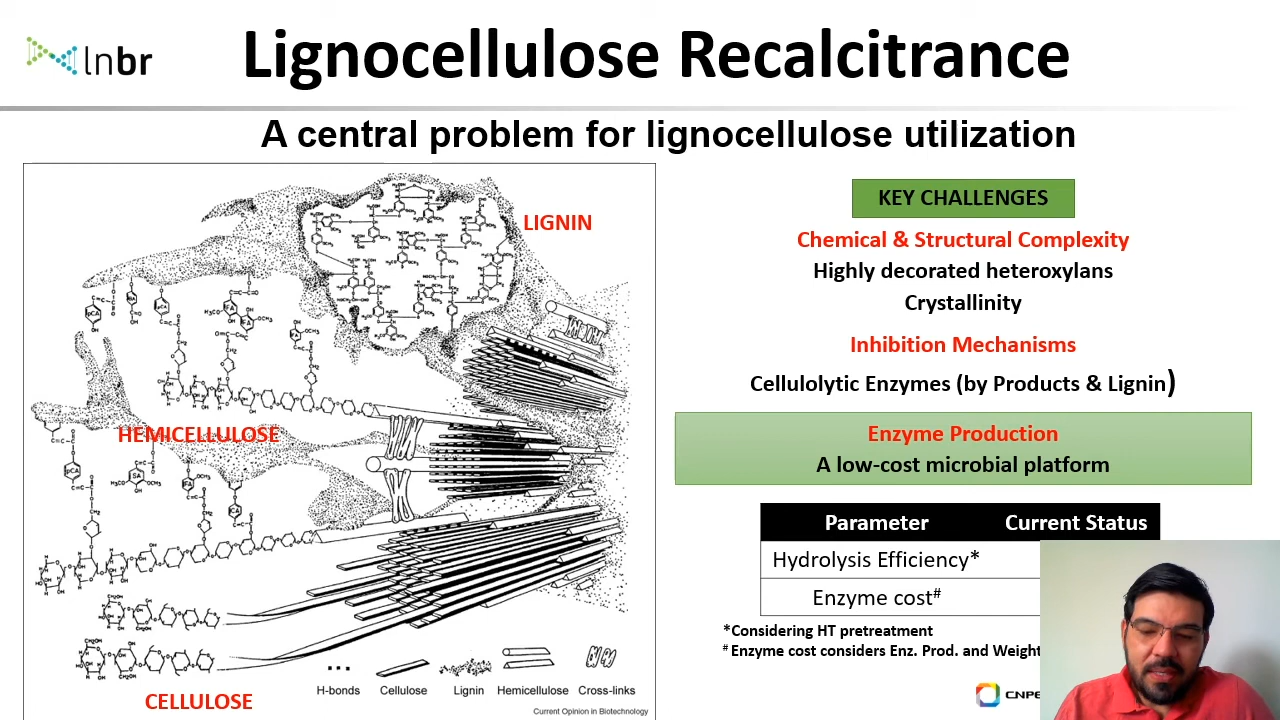 lnbr
Lignocellulose Recalcitrance
A central problem for lignocellulose utilization
LIGNIN
HEMICELLULOSE
CELLULOSE
H-bonds
Cellulose
Lignin
Hemicellulose
Cross-links
Current Opinion in Biotechnology
KEY CHALLENGES
Chemical & Structural Complexity
Highly decorated heteroxylans
Crystallinity
Inhibition Mechanisms
Cellulolytic Enzymes (by Products & Lignin)
Enzyme Production
A low-cost microbial platform
Parameter Current Status
Hydrolysis Efficiency*
Enzyme cost#
*Considering HT pretreatment
# Enzyme cost considers Enz. Prod. and Weight